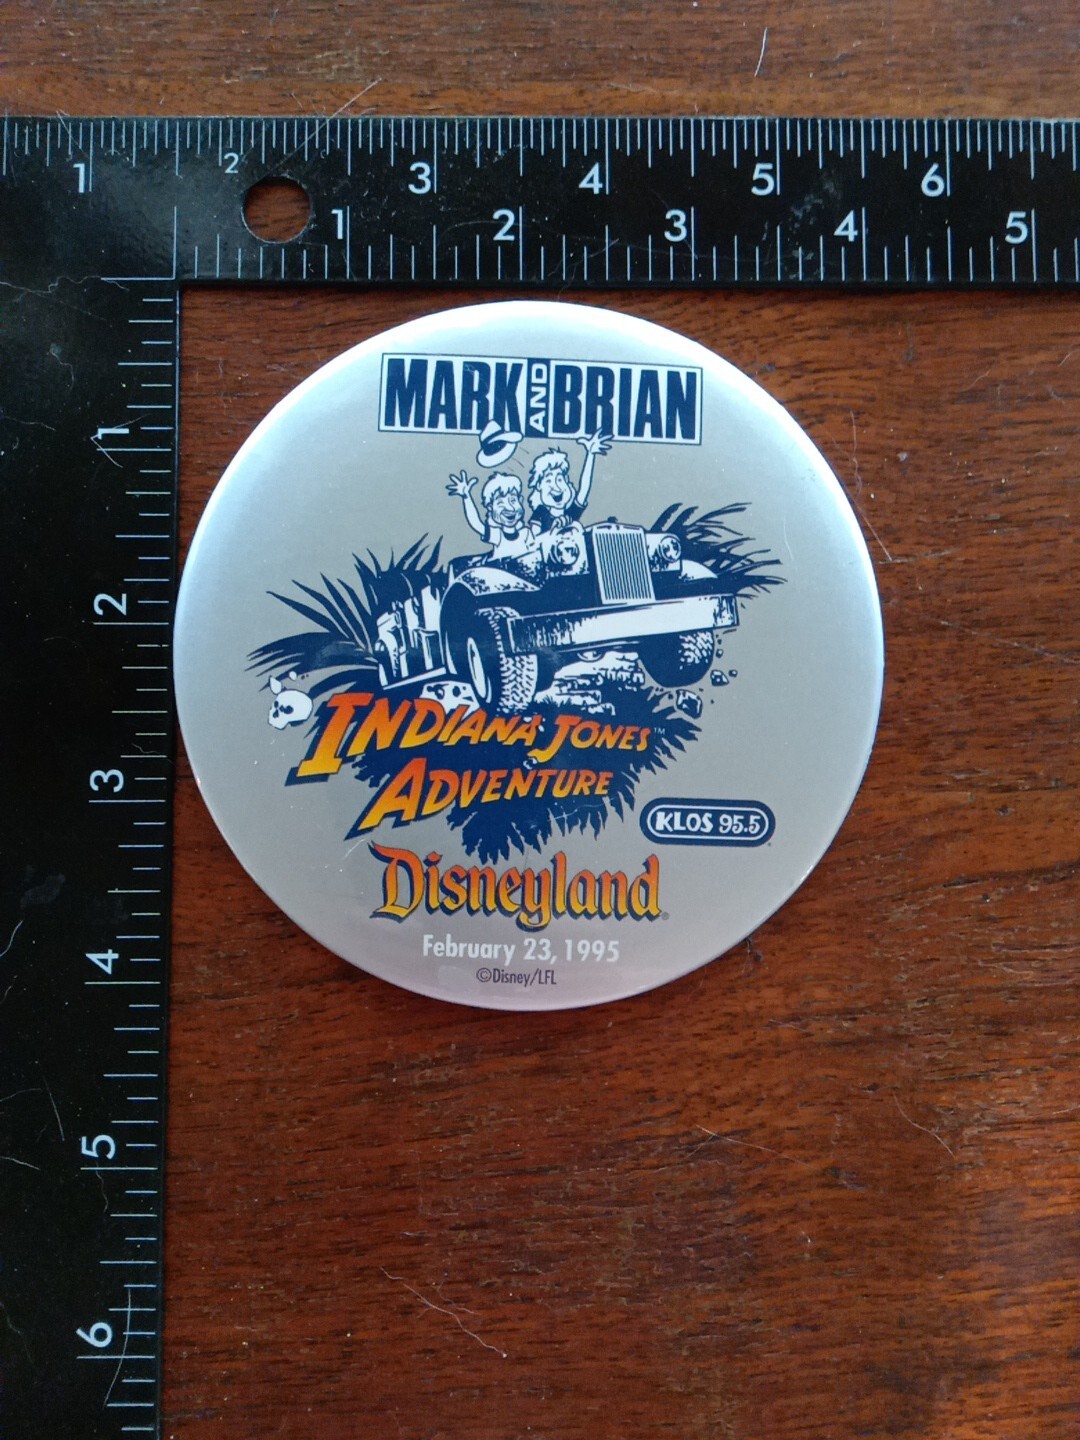 1 2 3 4 5 6
1 2 3 4 5
1
2
3
4
5
6
MARK AND BRIAN
INDIANA JONES™
ADVENTURE
KLOS 95.5
Disneyland®
February 23, 1995
©Disney/LFL